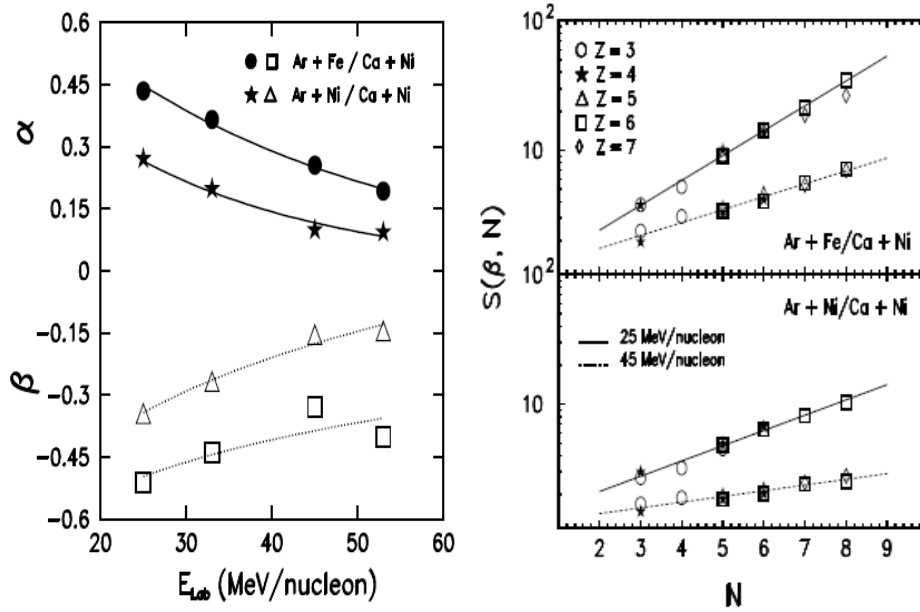 0.6
0.45
0.3
0.15
0
-0.15
-0.3
-0.45
-0.6
α
β
Ar + Fe / Ca + Ni
Ar + Ni / Ca + Ni
20 30 40 50 60
E_Lab (MeV/nucleon)
10^2
10
10^2
10
S(β, N)
Z = 3
Z = 4
Z = 5
Z = 6
Z = 7
Ar + Fe/Ca + Ni
Ar + Ni/Ca + Ni
25 MeV/nucleon
45 MeV/nucleon
2 3 4 5 6 7 8 9
N